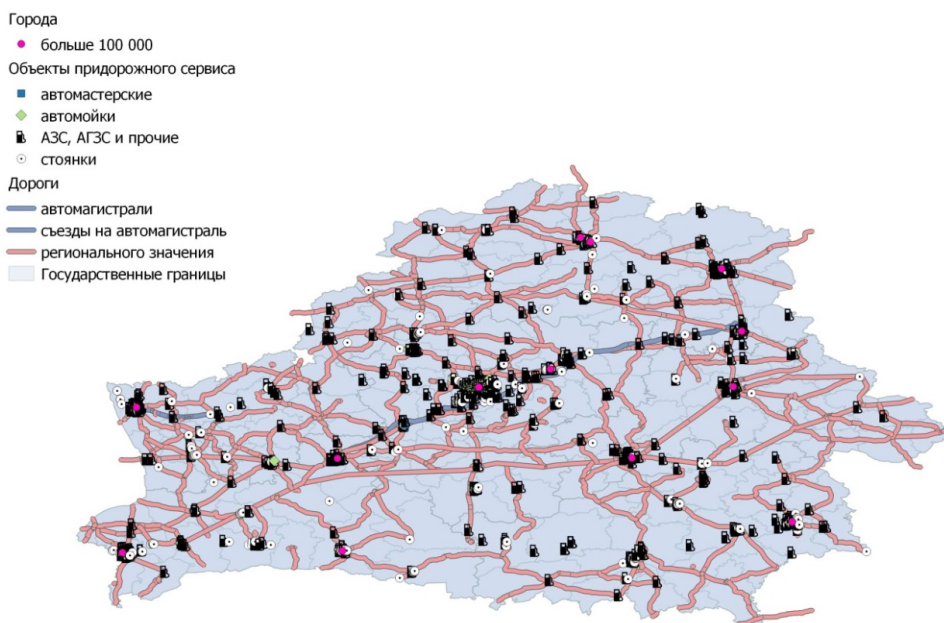 Города
больше 100 000
Объекты придорожного сервиса
автомастерские
автомойки
АЗС, АГЗС и прочие
стоянки
Дороги
автомагистрали
съезды на автомагистраль
регионального значения
Государственные границы